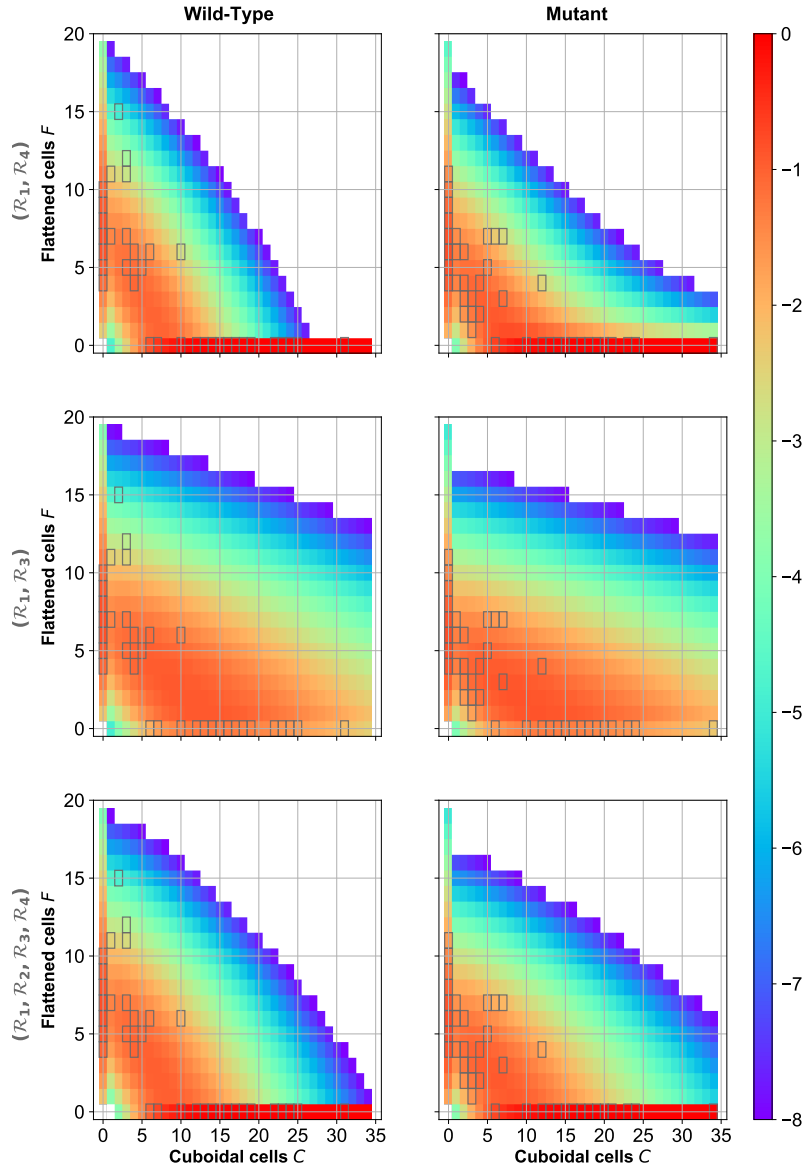 Wild-Type Mutant
20 0
15
(R₁, R₄)
Flattened cells F
10
5 −1
0
−2
20
15 −3
(R₁, R₃)
Flattened cells F
10
−4
5
0 −5
20
−6
15
(R₁, R₂, R₃, R₄)
Flattened cells F
10
−7
5
0 −8
0 5 10 15 20 25 30 35 0 5 10 15 20 25 30 35
Cuboidal cells C Cuboidal cells C